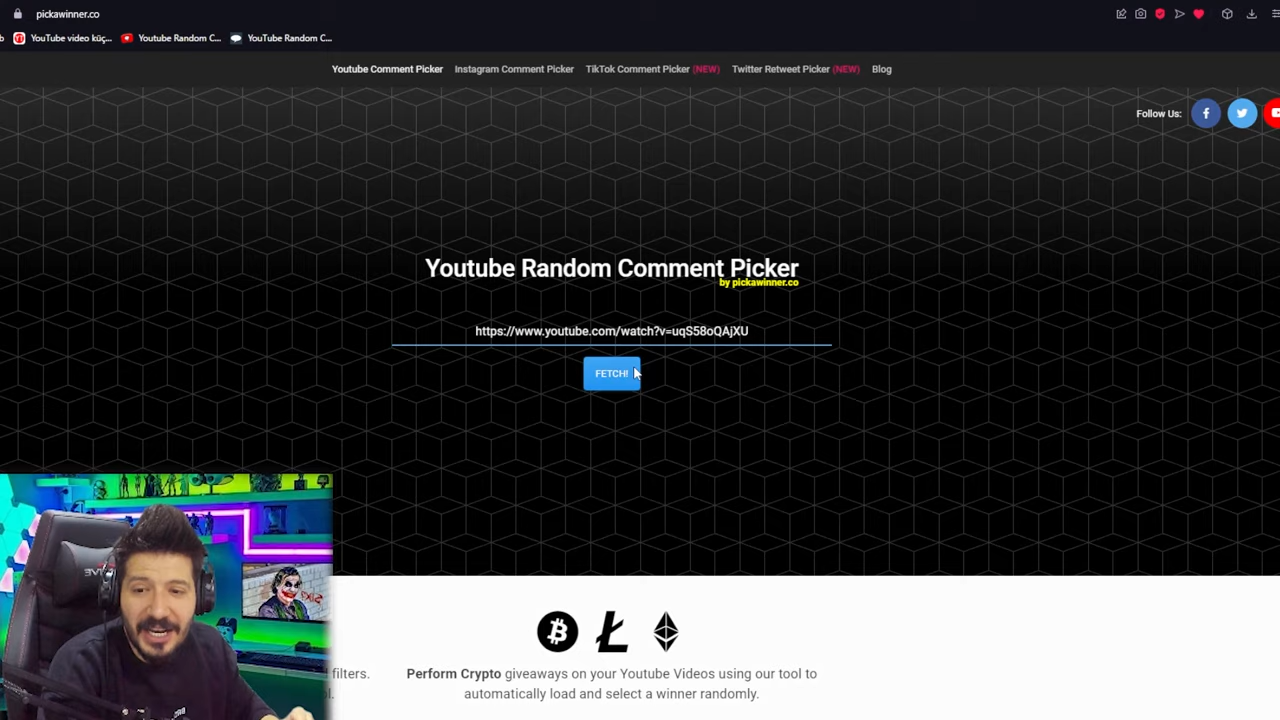 pickawinner.co
b YouTube video küç... Youtube Random C... YouTube Random C...
Youtube Comment Picker Instagram Comment Picker TikTok Comment Picker (NEW) Twitter Retweet Picker (NEW) Blog
Follow Us:
Youtube Random Comment Picker
by pickawinner.co
https://www.youtube.com/watch?v=uqS58oQAjXU
FETCH!
filters.
Perform Crypto giveaways on your Youtube Videos using our tool to
automatically load and select a winner randomly.